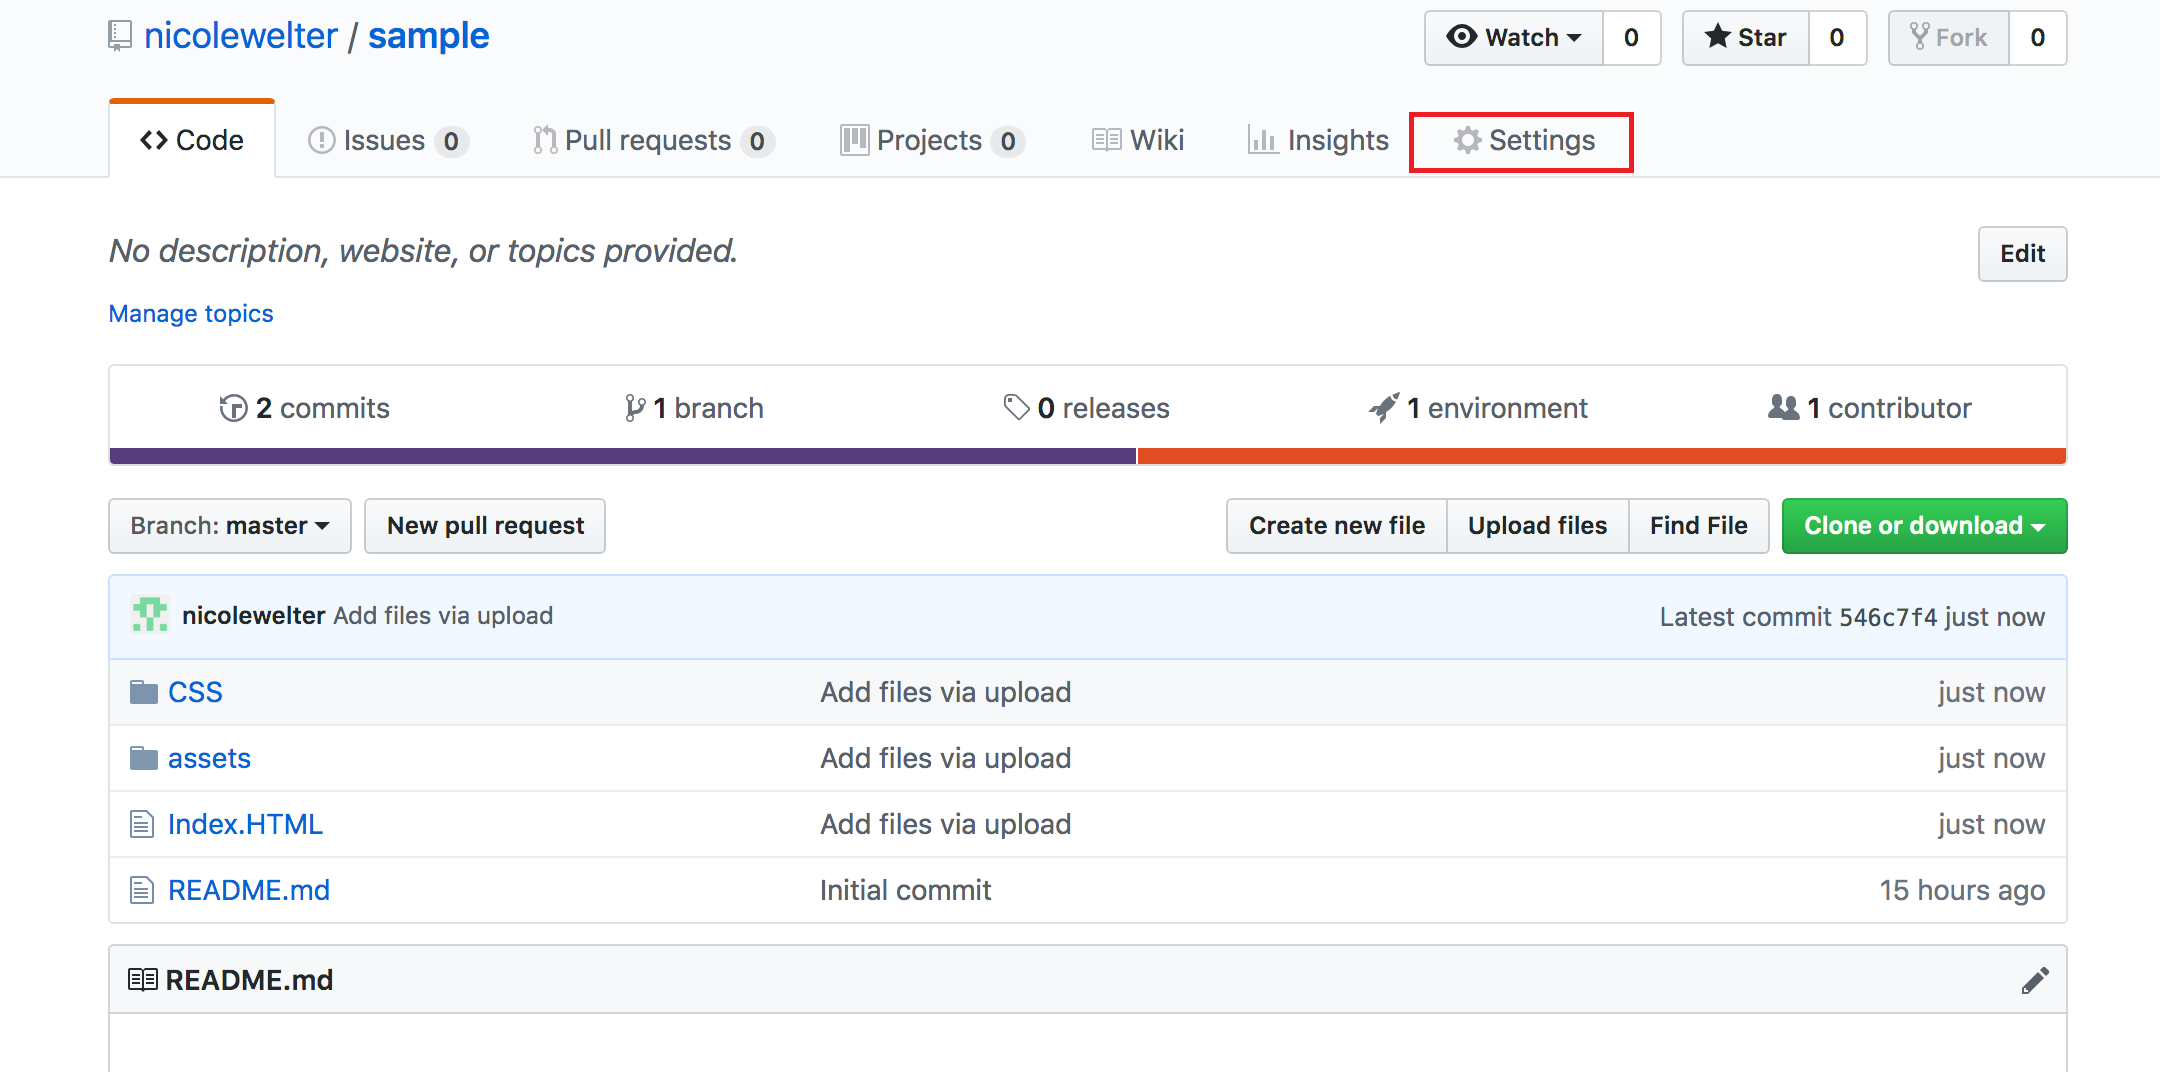 nicolewelter / sample
Watch 0 Star 0 Fork 0
Code Issues 0 Pull requests 0 Projects 0 Wiki Insights Settings
No description, website, or topics provided.
Edit
Manage topics
2 commits 1 branch 0 releases 1 environment 1 contributor
Branch: master New pull request Create new file Upload files Find File Clone or download
nicolewelter Add files via upload Latest commit 546c7f4 just now
CSS Add files via upload just now
assets Add files via upload just now
Index.HTML Add files via upload just now
README.md Initial commit 15 hours ago
README.md